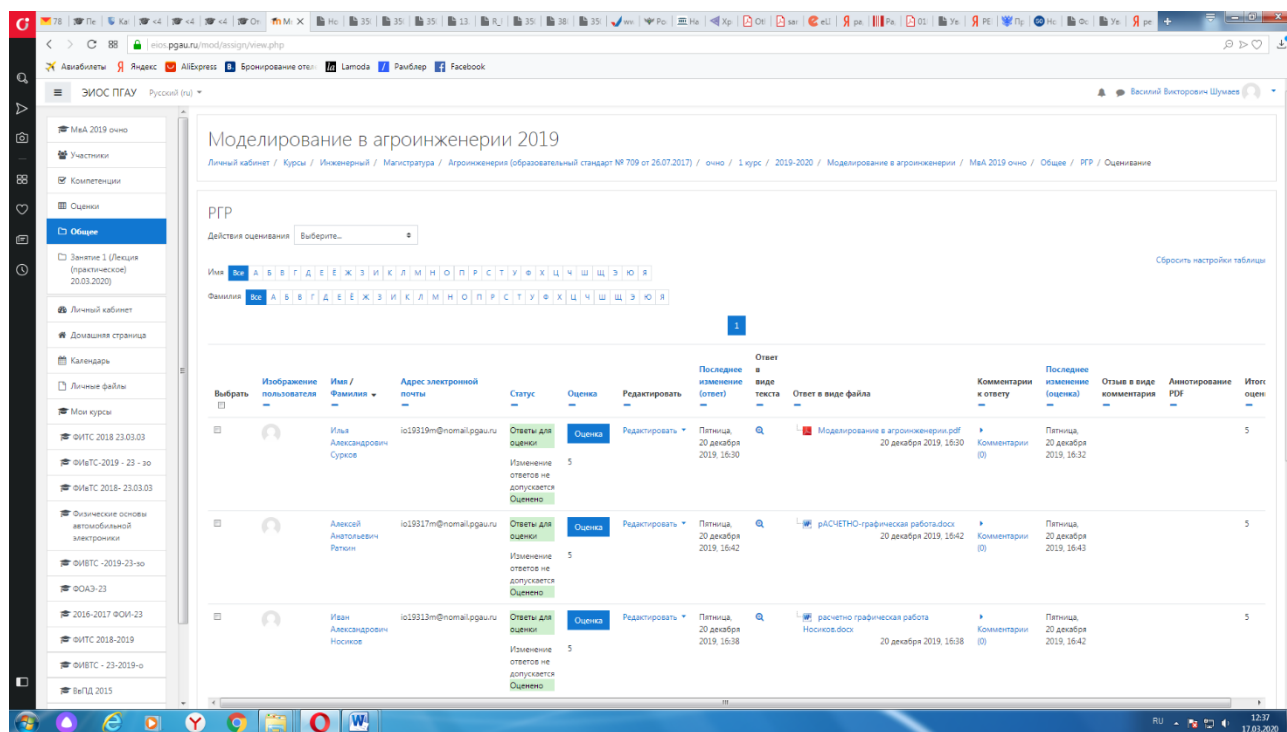 eios.pgau.ru/mod/assign/view.php
Авиабилеты Яндекс AliExpress Lamoda Рамблер Facebook
ЭИОС ПГАУ Русский (ru)
Василий Викторович Шумаев
МвА 2019 очно
Участники
Компетенции
Оценки
Общее
Занятие 1 (Лекция
(практическое)
20.03.2020)
Личный кабинет
Домашняя страница
Календарь
Личные файлы
Мои курсы
ФИТС 2018 23.03.03
ФИвТС-2019 - 23 - зо
ФИвТС 2018- 23.03.03
Физические основы
автомобильной
электроники
ФИВТС -2019-23-зо
ФОАЭ-23
2016-2017 ФОИ-23
ФИТС 2018-2019
ФИВТС - 23-2019-о
ВвПД 2015
Моделирование в агроинженерии 2019
Личный кабинет / Курсы / Инженерный / Магистратура / Агроинженерия (образовательный стандарт № 709 от 26.07.2017) / очно / 1 курс / 2019-2020 / Моделирование в агроинженерии / МвА 2019 очно / Общее / РГР / Оценивание
РГР
Действия оценивания Выберите...
Сбросить настройки таблицы
Имя Все А Б В Г Д Е Ё Ж З И К Л М Н О П Р С Т У Ф Х Ц Ч Ш Щ Э Ю Я
Фамилия Все А Б В Г Д Е Ё Ж З И К Л М Н О П Р С Т У Ф Х Ц Ч Ш Щ Э Ю Я
1
Выбрать
Изображение
пользователя
Имя /
Фамилия
Адрес электронной
почты
Статус
Оценка
Редактировать
Последнее
изменение
(ответ)
Ответ
в
виде
текста
Ответ в виде файла
Комментарии
к ответу
Последнее
изменение
(оценка)
Отзыв в виде
комментария
Аннотирование
PDF
Илья
Александрович
Сурков
io19319m@nomail.pgau.ru
Ответы для
оценки
Изменение
ответов не
допускается
Оценено
Оценка
5
Редактировать
Пятница,
20 декабря
2019, 16:30
Моделирование в агроинженерии.pdf
20 декабря 2019, 16:30
Комментарии
(0)
Пятница,
20 декабря
2019, 16:32
5
Алексей
Анатольевич
Раткин
io19317m@nomail.pgau.ru
Ответы для
оценки
Изменение
ответов не
допускается
Оценено
Оценка
5
Редактировать
Пятница,
20 декабря
2019, 16:42
рАСЧЕТНО-графическая работа.docx
20 декабря 2019, 16:42
Комментарии
(0)
Пятница,
20 декабря
2019, 16:43
5
Иван
Александрович
Носиков
io19313m@nomail.pgau.ru
Ответы для
оценки
Изменение
ответов не
допускается
Оценено
Оценка
5
Редактировать
Пятница,
20 декабря
2019, 16:38
расчетно графическая работа
Носиков.docx
20 декабря 2019, 16:38
Комментарии
(0)
Пятница,
20 декабря
2019, 16:42
5
RU
12:37
17.03.2020